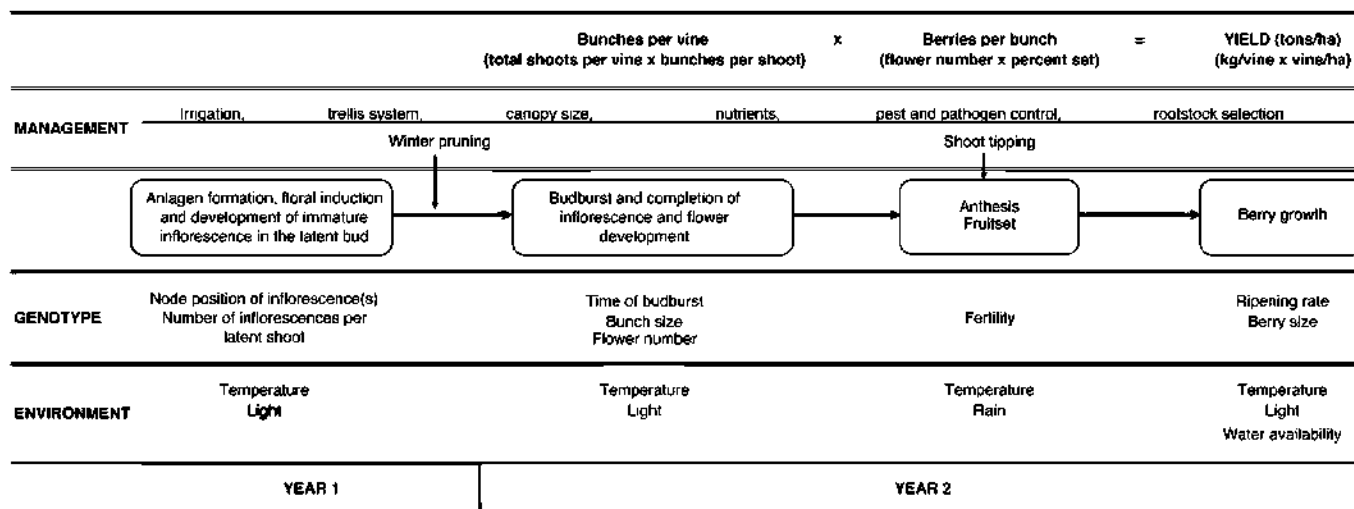 Bunches per vine x Berries per bunch = YIELD (tons/ha)
(total shoots per vine x bunches per shoot) (flower number x percent set) (kg/vine x vine/ha)
MANAGEMENT
Irrigation, trellis system, canopy size, nutrients, pest and pathogen control, rootstock selection
Winter pruning Shoot tipping
Anlagen formation, floral induction
and development of immature
inflorescence in the latent bud
Budburst and completion of
inflorescence and flower
development
Anthesis
Fruitset
Berry growth
GENOTYPE
Node position of inflorescence(s)
Number of inflorescences per
latent shoot
Time of budburst
Bunch size
Flower number
Fertility
Ripening rate
Berry size
ENVIRONMENT
Temperature
Light
Temperature
Light
Temperature
Rain
Temperature
Light
Water availability
YEAR 1 YEAR 2